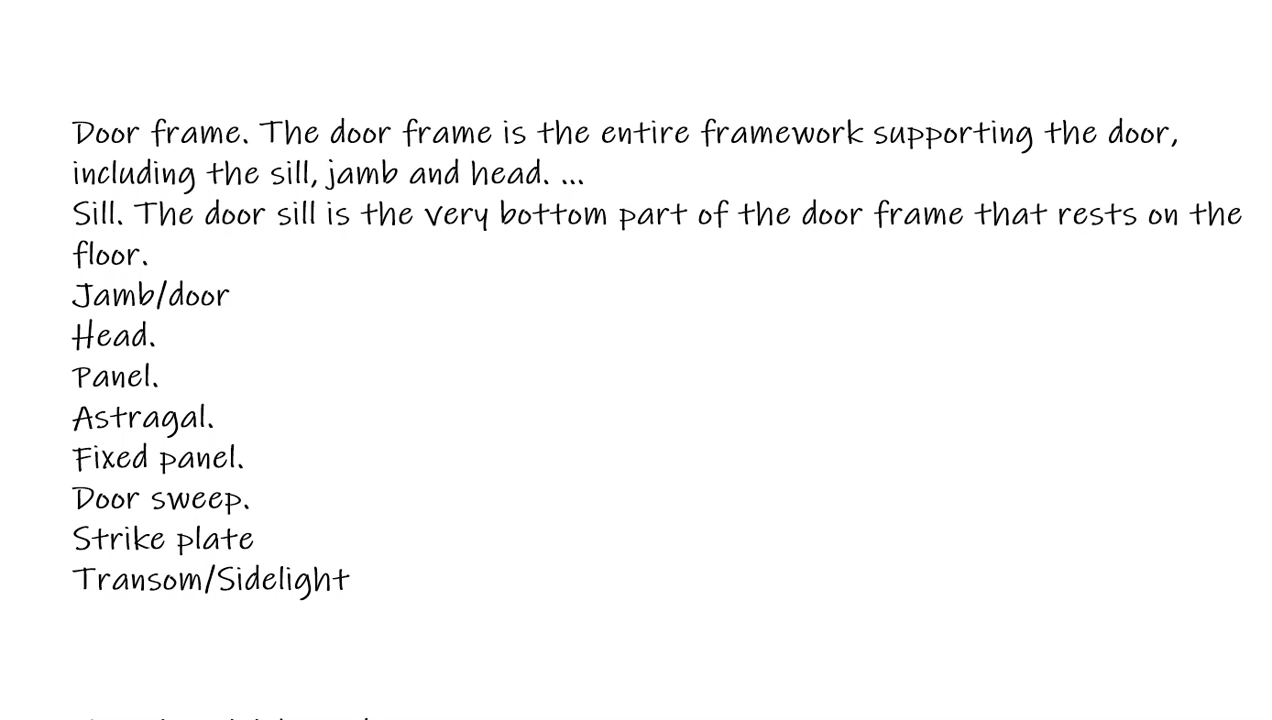 Door frame. The door frame is the entire framework supporting the door,
including the sill, jamb and head. ...
Sill. The door sill is the very bottom part of the door frame that rests on the
floor.
Jamb/door
Head.
Panel.
Astragal.
Fixed panel.
Door sweep.
Strike plate
Transom/Sidelight